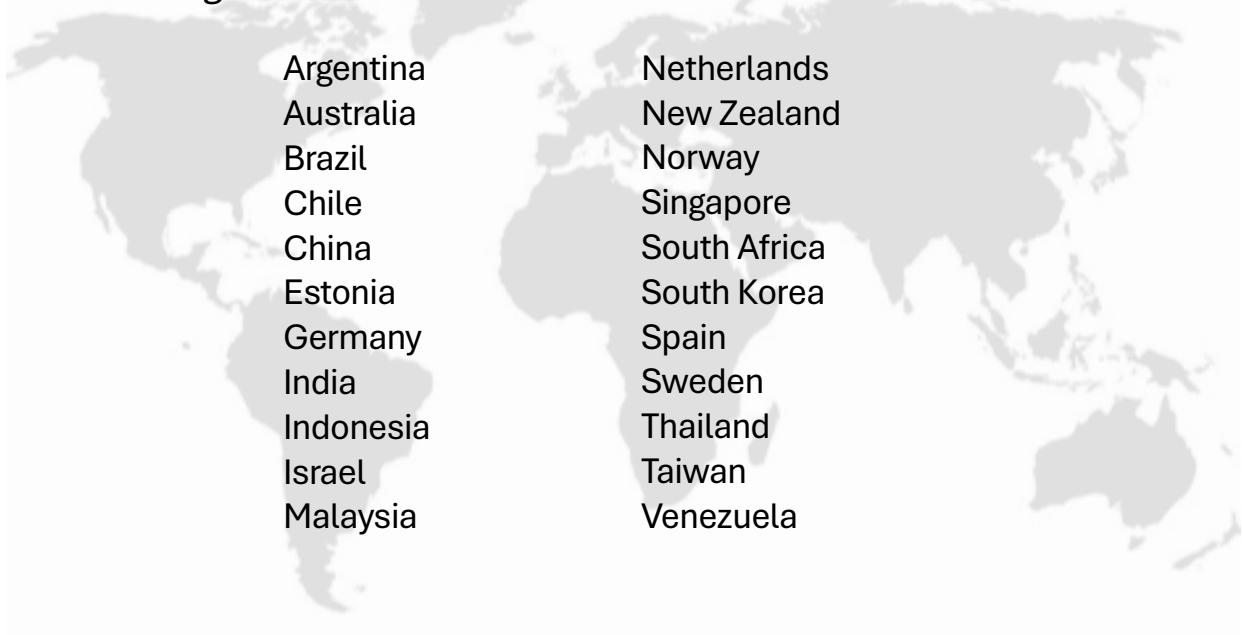 Argentina
Australia
Brazil
Chile
China
Estonia
Germany
India
Indonesia
Israel
Malaysia
Netherlands
New Zealand
Norway
Singapore
South Africa
South Korea
Spain
Sweden
Thailand
Taiwan
Venezuela